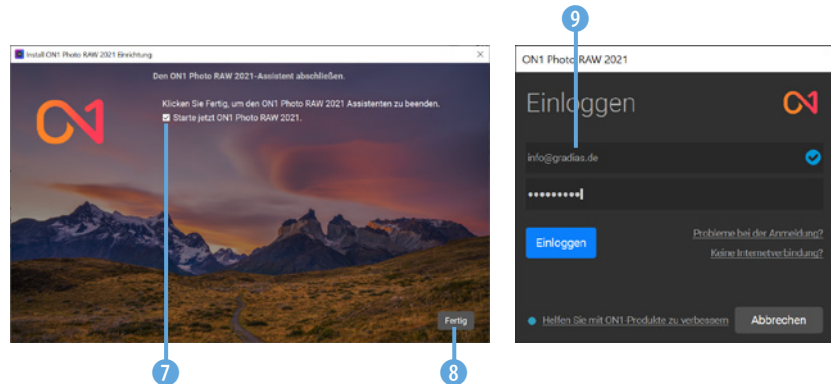 9
Install ON1 Photo RAW 2021 Einrichtung
Den ON1 Photo RAW 2021-Assistent abschließen.
Klicken Sie Fertig, um den ON1 Photo RAW 2021 Assistenten zu beenden.
Starte jetzt ON1 Photo RAW 2021.
Fertig
7
8
ON1 Photo RAW 2021
Einloggen
info@gradias.de
•••••••••
Einloggen
Probleme bei der Anmeldung?
Keine Internetverbindung?
Helfen Sie mit ON1-Produkte zu verbessern
Abbrechen